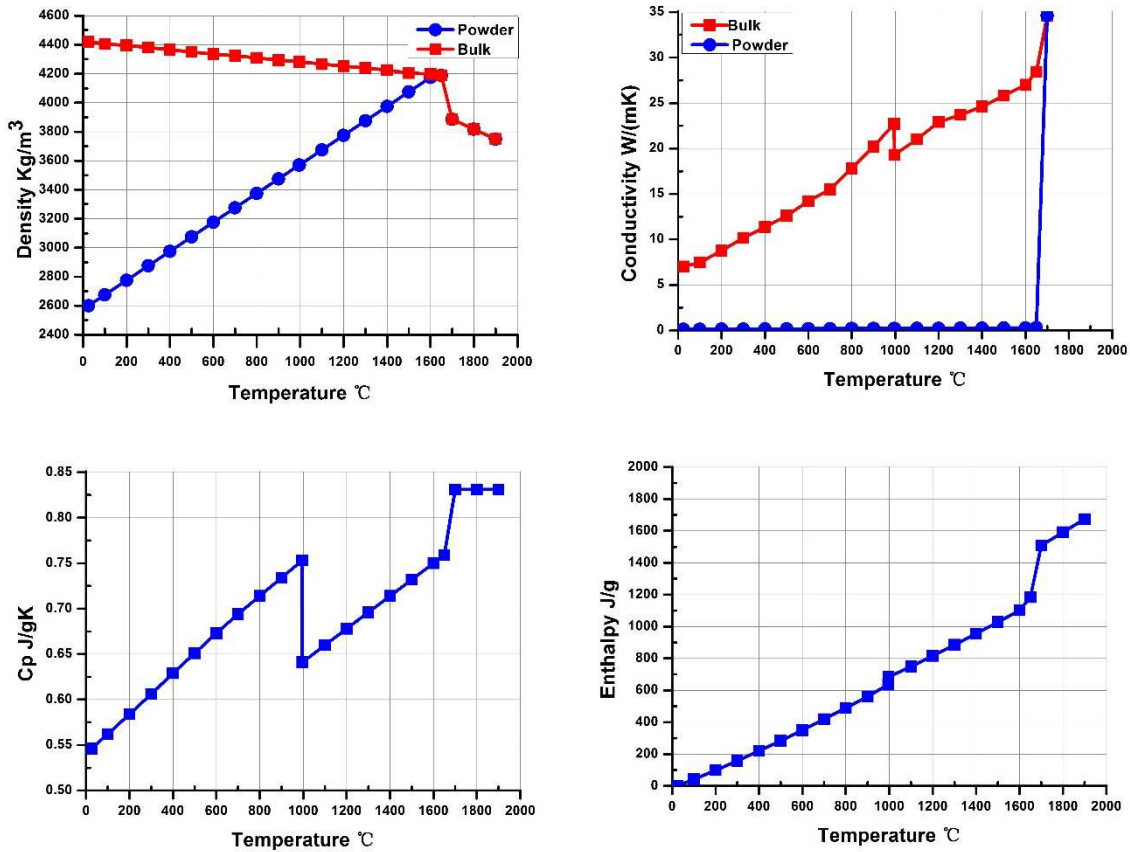 4600
4400
4200
4000
3800
3600
3400
3200
3000
2800
2600
2400
Density Kg/m³
Powder
Bulk
0 200 400 600 800 1000 1200 1400 1600 1800 2000
Temperature ℃
35
30
25
20
15
10
5
0
Conductivity W/(mK)
Bulk
Powder
0 200 400 600 800 1000 1200 1400 1600 1800 2000
Temperature ℃
0.85
0.80
0.75
0.70
0.65
0.60
0.55
0.50
Cp J/gK
0 200 400 600 800 1000 1200 1400 1600 1800 2000
Temperature ℃
2000
1800
1600
1400
1200
1000
800
600
400
200
0
Enthalpy J/g
0 200 400 600 800 1000 1200 1400 1600 1800 2000
Temperature ℃